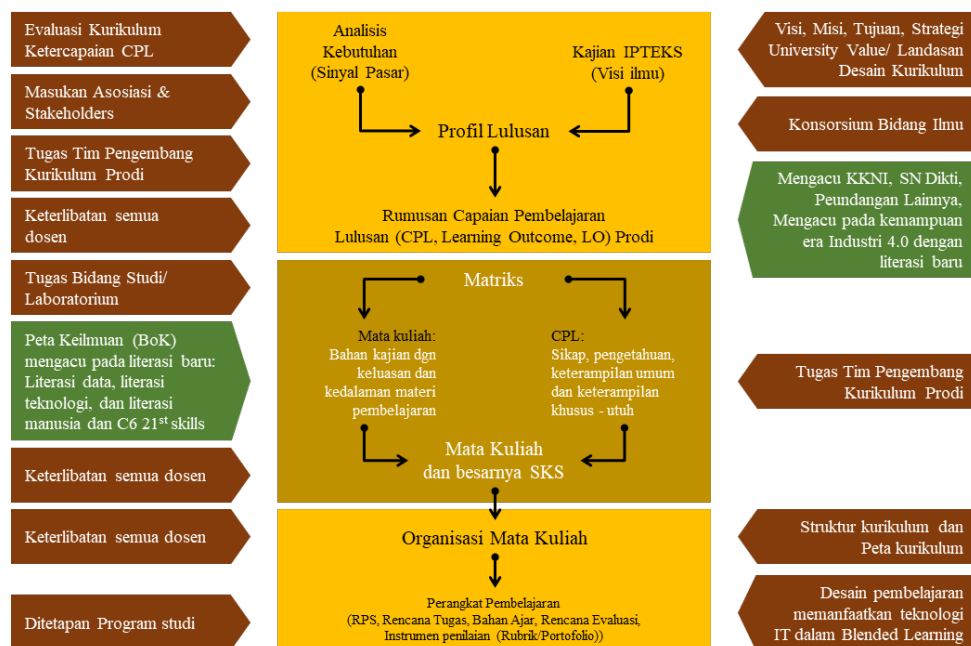 Evaluasi Kurikulum
Ketercapaian CPL
Masukan Asosiasi &
Stakeholders
Tugas Tim Pengembang
Kurikulum Prodi
Keterlibatan semua
dosen
Tugas Bidang Studi/
Laboratorium
Peta Keilmuan (BoK)
mengacu pada literasi baru:
Literasi data, literasi
teknologi, dan literasi
manusia dan C6 21st skills
Keterlibatan semua dosen
Keterlibatan semua dosen
Ditetapan Program studi
Analisis
Kebutuhan
(Sinyal Pasar)
Kajian IPTEKS
(Visi ilmu)
Profil Lulusan
Rumusan Capaian Pembelajaran
Lulusan (CPL, Learning Outcome, LO) Prodi
Matriks
Mata kuliah:
Bahan kajian dgn
keluasan dan
kedalaman materi
pembelajaran
CPL:
Sikap, pengetahuan,
keterampilan umum
dan keterampilan
khusus - utuh
Mata Kuliah
dan besarnya SKS
Organisasi Mata Kuliah
Perangkat Pembelajaran
(RPS, Rencana Tugas, Bahan Ajar, Rencana Evaluasi,
Instrumen penilaian (Rubrik/Portofolio))
Visi, Misi, Tujuan, Strategi
University Value/ Landasan
Desain Kurikulum
Konsorsium Bidang Ilmu
Mengacu KKNI, SN Dikti,
Peundangan Lainnya,
Mengacu pada kemampuan
era Industri 4.0 dengan
literasi baru
Tugas Tim Pengembang
Kurikulum Prodi
Struktur kurikulum dan
Peta kurikulum
Desain pembelajaran
memanfaatkan teknologi
IT dalam Blended Learning